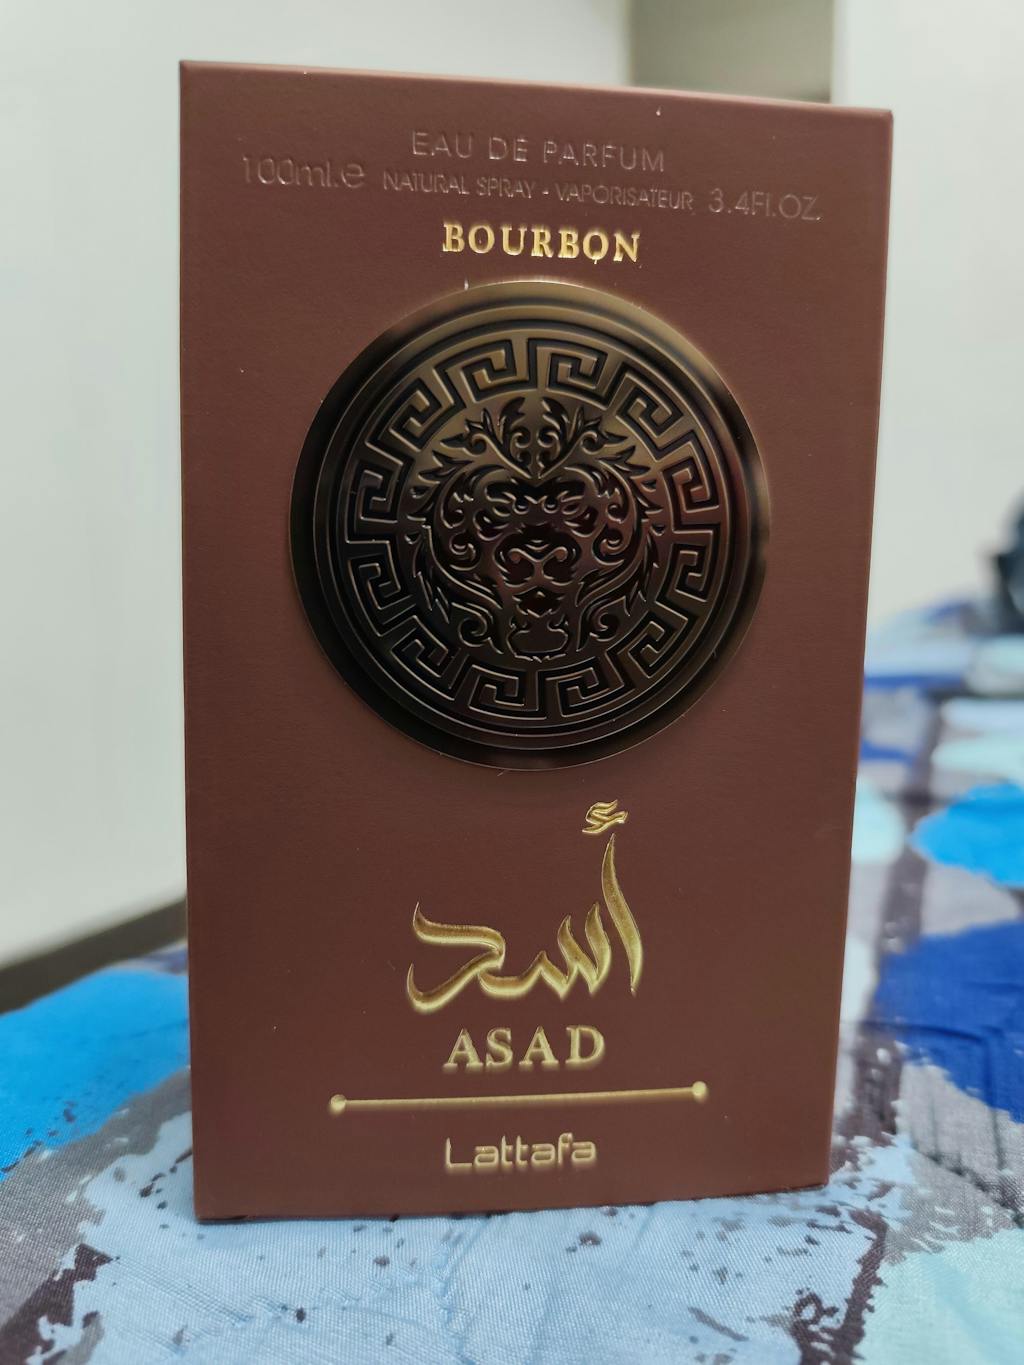 EAU DE PARFUM
100ml.e NATURAL SPRAY - VAPORISATEUR 3.4Fl.OZ.
BOURBON
أسد
ASAD
Lattafa